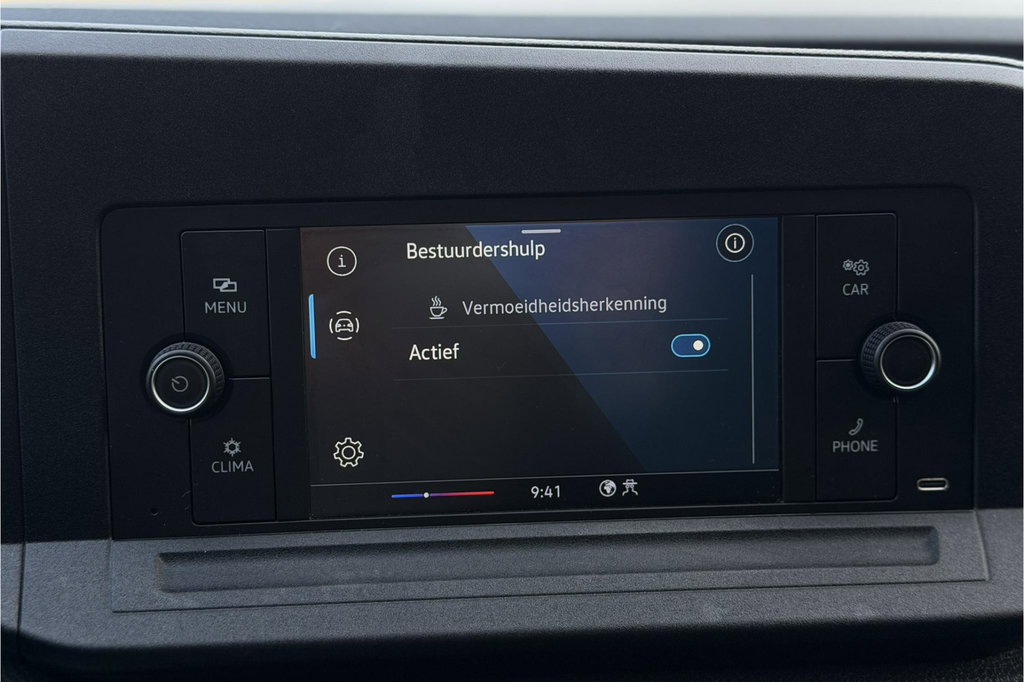 Bestuurdershulp
MENU
Vermoeidheidsherkenning
CAR
Actief
CLIMA
PHONE
9:41